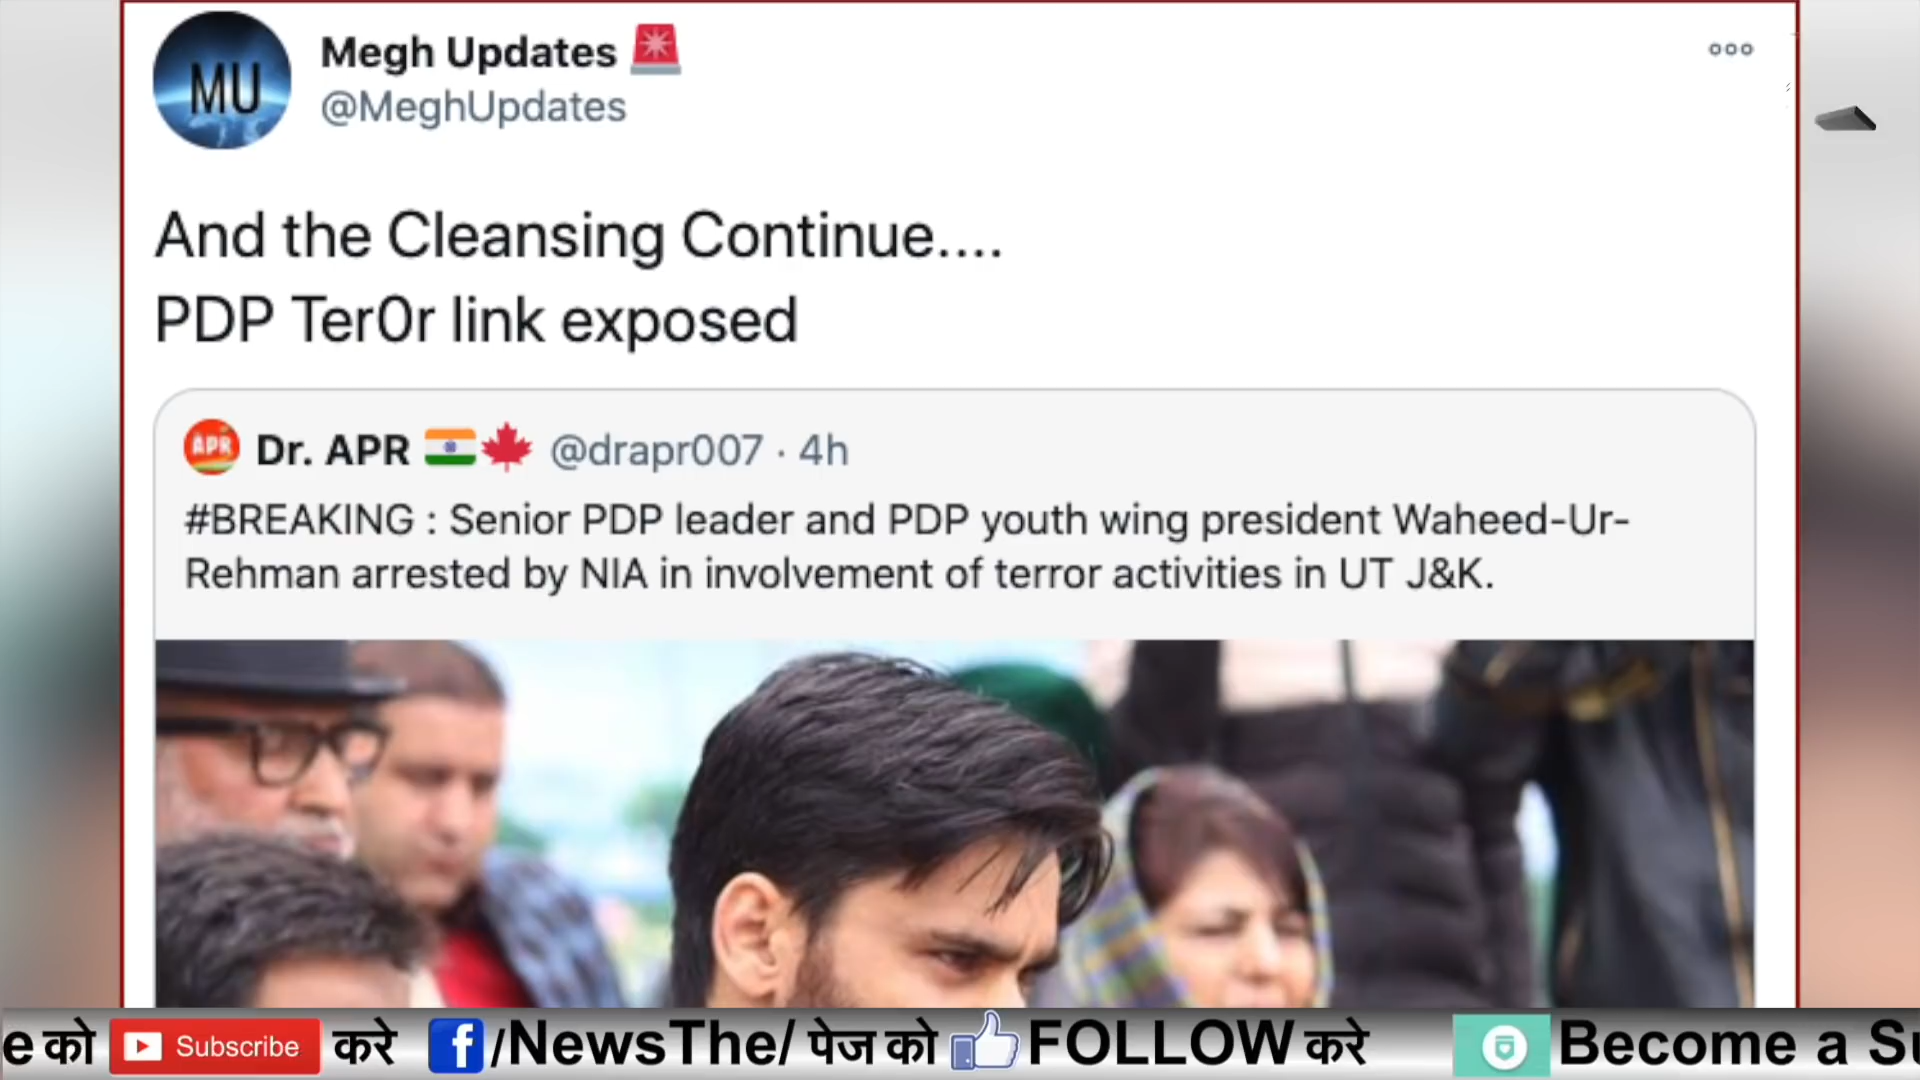 MU
Megh Updates
@MeghUpdates
And the Cleansing Continue....
PDP Ter0r link exposed
APR
Dr. APR @drapr007 · 4h
#BREAKING : Senior PDP leader and PDP youth wing president Waheed-Ur-
Rehman arrested by NIA in involvement of terror activities in UT J&K.
e को Subscribe करे f/NewsThe/ पेज को FOLLOW करे Become a Su